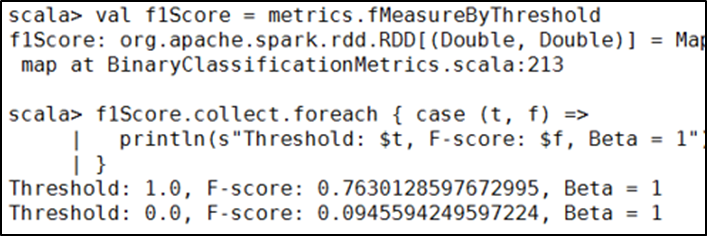 scala> val f1Score = metrics.fMeasureByThreshold
f1Score: org.apache.spark.rdd.RDD[(Double, Double)] = Map
map at BinaryClassificationMetrics.scala:213
scala> f1Score.collect.foreach { case (t, f) =>
| println(s"Threshold: $t, F-score: $f, Beta = 1")
| }
Threshold: 1.0, F-score: 0.7630128597672995, Beta = 1
Threshold: 0.0, F-score: 0.0945594249597224, Beta = 1